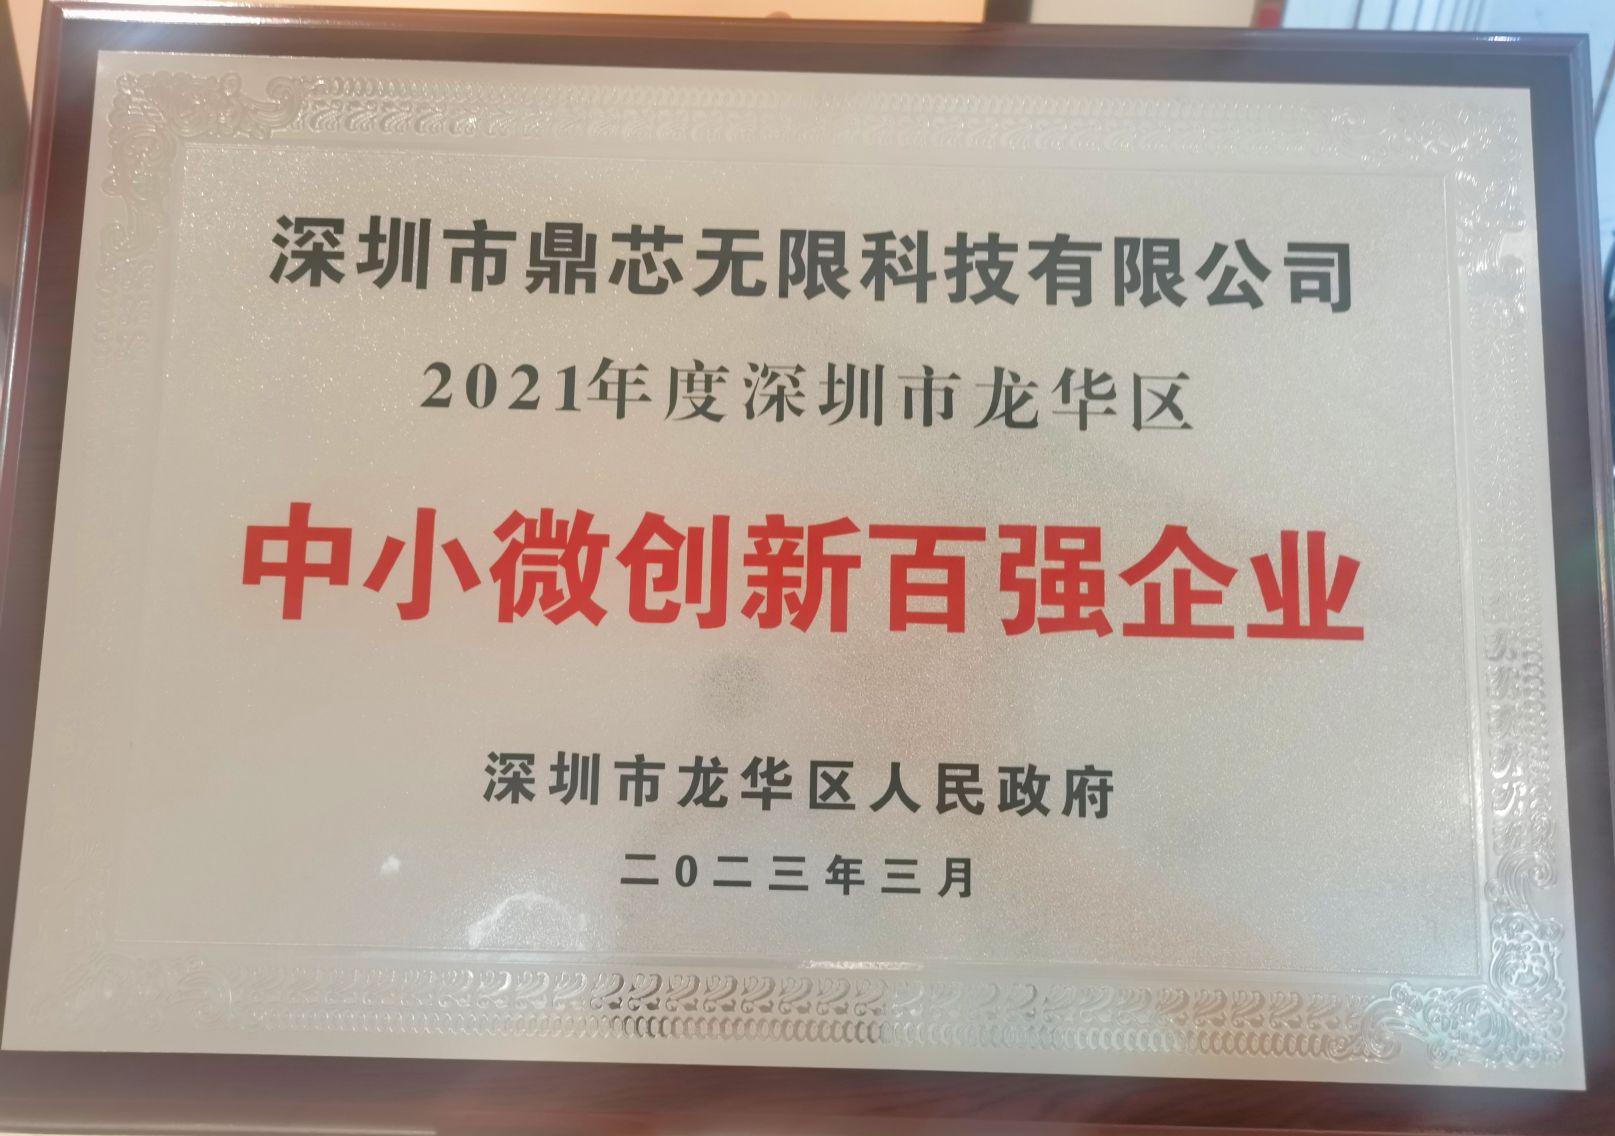 深圳市鼎芯无限科技有限公司
2021年度深圳市龙华区
中小微创新百强企业
深圳市龙华区人民政府
二0二三年三月